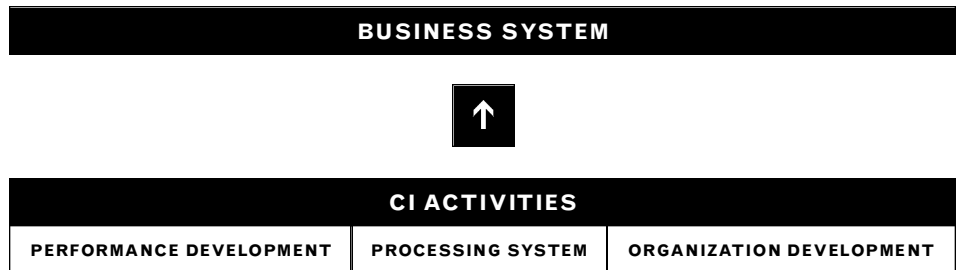 BUSINESS SYSTEM
↑
CI ACTIVITIES
PERFORMANCE DEVELOPMENT PROCESSING SYSTEM ORGANIZATION DEVELOPMENT